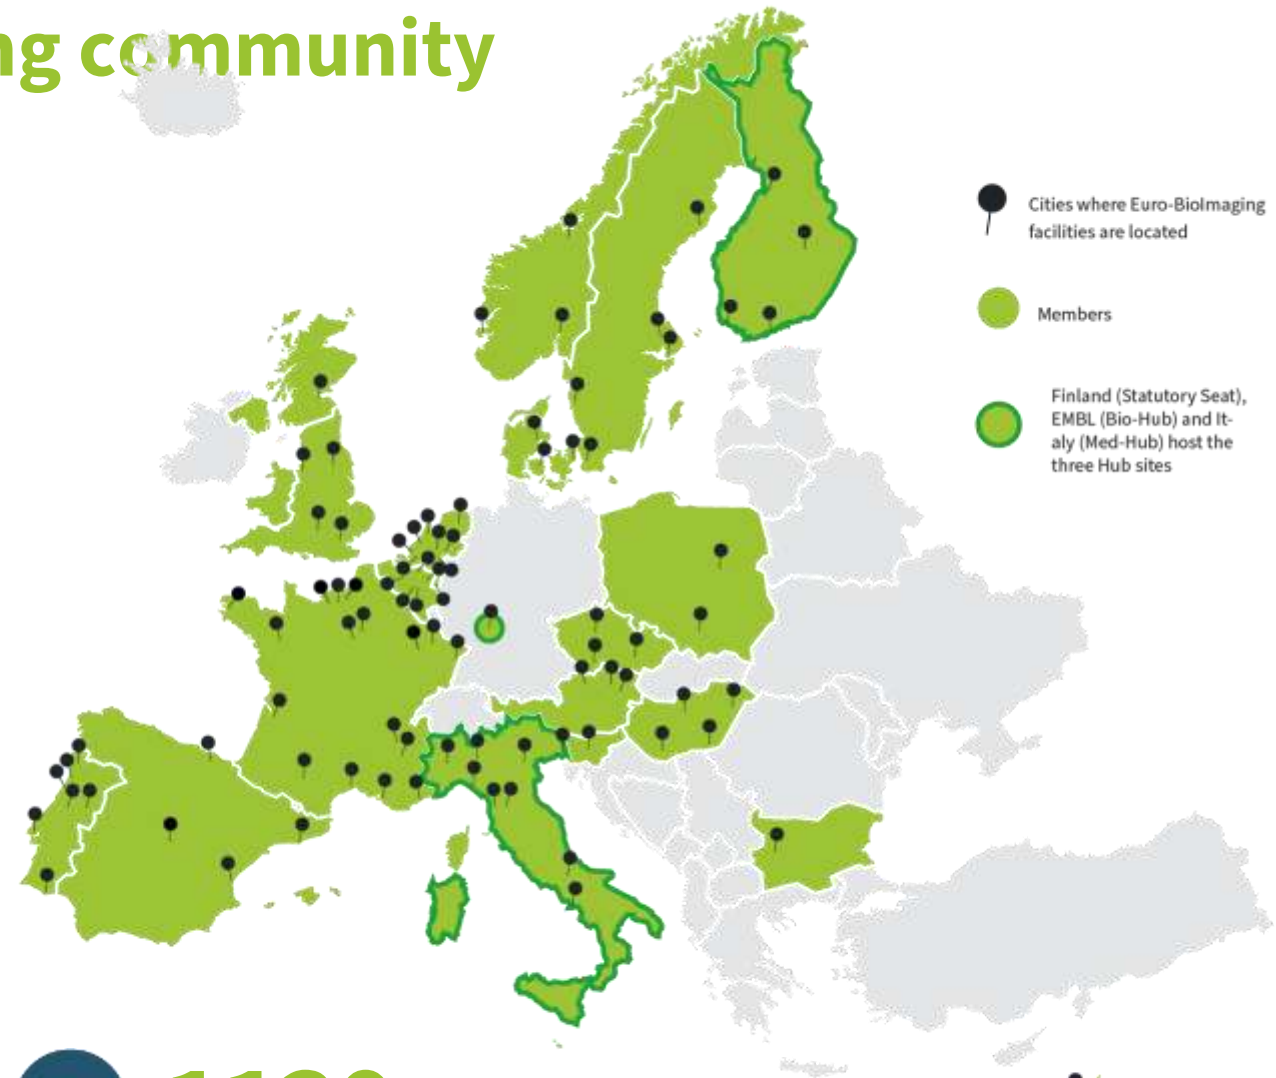 ng community
Cities where Euro-BioImaging
facilities are located
Members
Finland (Statutory Seat),
EMBL (Bio-Hub) and It-
aly (Med-Hub) host the
three Hub sites